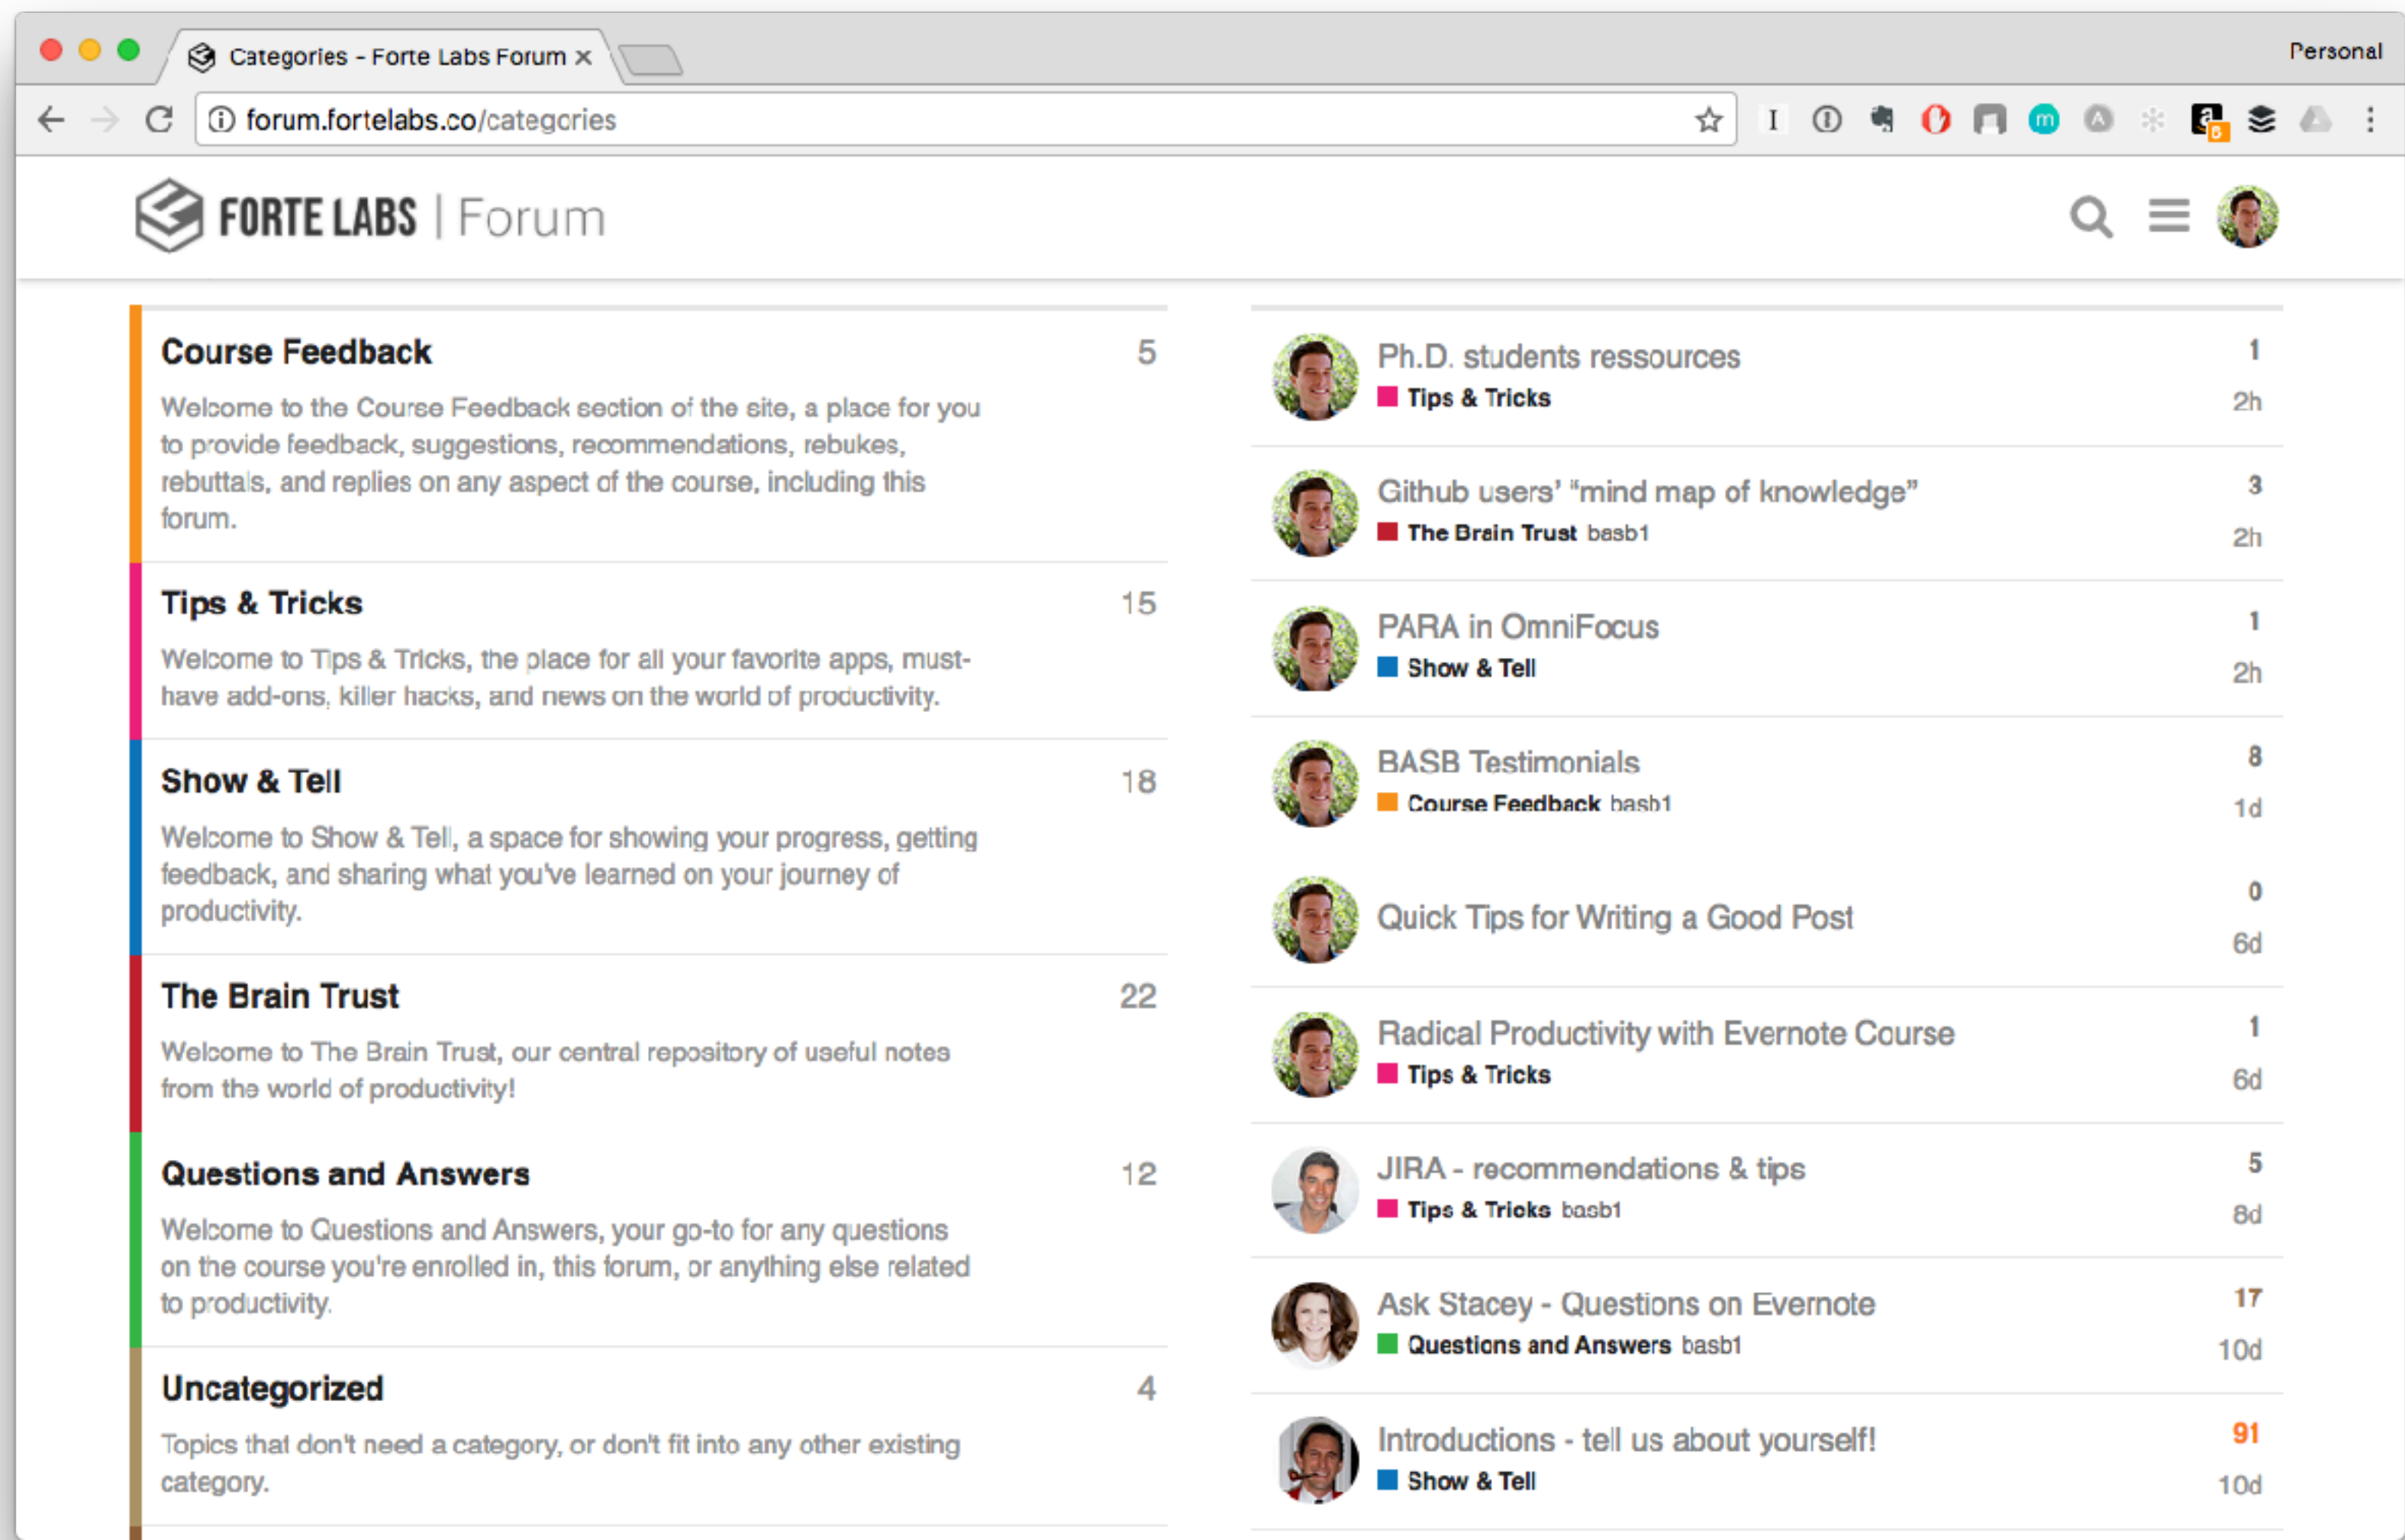 Categories - Forte Labs Forum ×
Personal
forum.fortelabs.co/categories
FORTE LABS | Forum
Course Feedback
5
Welcome to the Course Feedback section of the site, a place for you
to provide feedback, suggestions, recommendations, rebukes,
rebuttals, and replies on any aspect of the course, including this
forum.
Tips & Tricks
15
Welcome to Tips & Tricks, the place for all your favorite apps, must-
have add-ons, killer hacks, and news on the world of productivity.
Show & Tell
18
Welcome to Show & Tell, a space for showing your progress, getting
feedback, and sharing what you've learned on your journey of
productivity.
The Brain Trust
22
Welcome to The Brain Trust, our central repository of useful notes
from the world of productivity!
Questions and Answers
12
Welcome to Questions and Answers, your go-to for any questions
on the course you're enrolled in, this forum, or anything else related
to productivity.
Uncategorized
4
Topics that don't need a category, or don't fit into any other existing
category.
Ph.D. students ressources
1
Tips & Tricks
2h
Github users’ “mind map of knowledge”
3
The Brain Trust basb1
2h
PARA in OmniFocus
1
Show & Tell
2h
BASB Testimonials
8
Course Feedback basb1
1d
Quick Tips for Writing a Good Post
0
6d
Radical Productivity with Evernote Course
1
Tips & Tricks
6d
JIRA - recommendations & tips
5
Tips & Tricks basb1
8d
Ask Stacey - Questions on Evernote
17
Questions and Answers basb1
10d
Introductions - tell us about yourself!
91
Show & Tell
10d